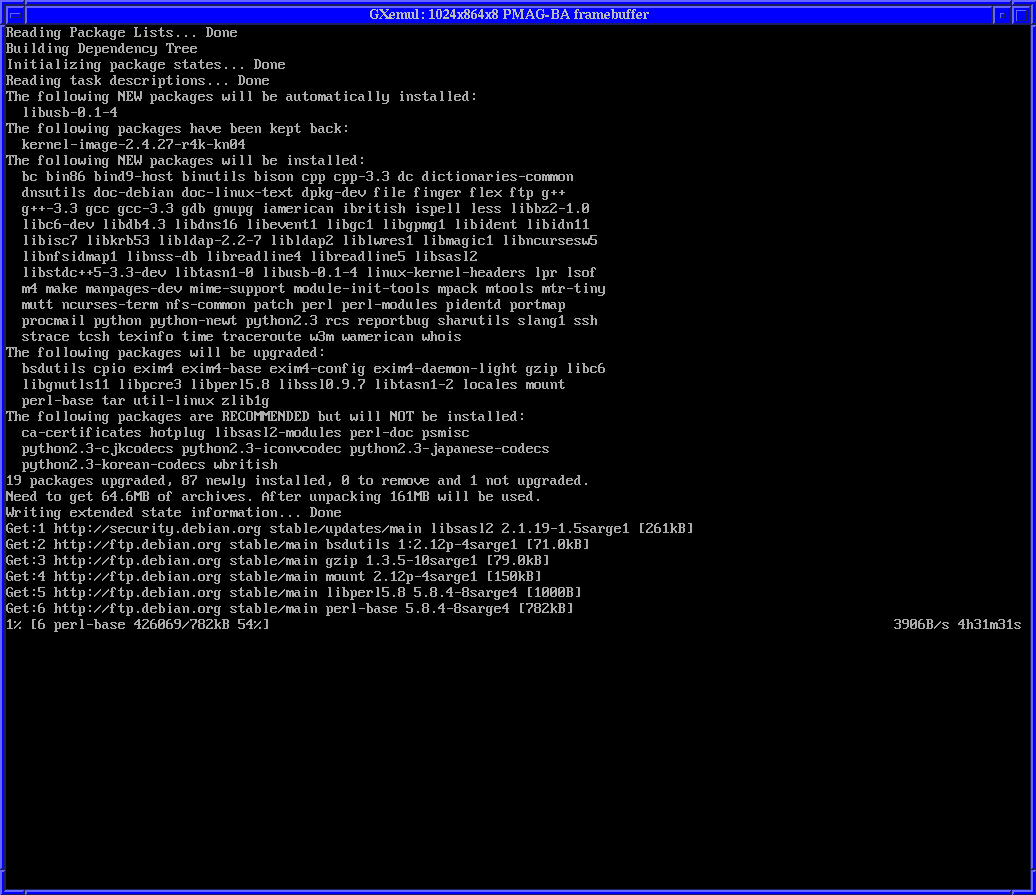 GXemul: 1024x864x8 PMAG-BA framebuffer
Reading Package Lists... Done
Building Dependency Tree
Initializing package states... Done
Reading task descriptions... Done
The following NEW packages will be automatically installed:
  libusb-0.1-4
The following packages have been kept back:
  kernel-image-2.4.27-r4k-kn04
The following NEW packages will be installed:
  bc bin86 bind9-host binutils bison cpp cpp-3.3 dc dictionaries-common
  dnsutils doc-debian doc-linux-text dpkg-dev file finger flex ftp g++
  g++-3.3 gcc gcc-3.3 gdb gnupg iamerican ibritish ispell less libbz2-1.0
  libc6-dev libdb4.3 libdns16 libevent1 libgc1 libgpmg1 libident libidn11
  libisc7 libkrb53 libldap-2.2-7 libldap2 liblwres1 libmagic1 libncursesw5
  libnfsidmap1 libnss-db libreadline4 libreadline5 libsasl2
  libstdc++5-3.3-dev libtasn1-0 libusb-0.1-4 linux-kernel-headers lpr lsof
  m4 make manpages-dev mime-support module-init-tools mpack mtools mtr-tiny
  mutt ncurses-term nfs-common patch perl perl-modules pidentd portmap
  procmail python python-newt python2.3 rcs reportbug sharutils slang1 ssh
  strace tcsh texinfo time traceroute w3m wamerican whois
The following packages will be upgraded:
  bsdutils cpio exim4 exim4-base exim4-config exim4-daemon-light gzip libc6
  libgnutls11 libpcre3 libperl5.8 libssl0.9.7 libtasn1-2 locales mount
  perl-base tar util-linux zlib1g
The following packages are RECOMMENDED but will NOT be installed:
  ca-certificates hotplug libsasl2-modules perl-doc psmisc
  python2.3-cjkcodecs python2.3-iconvcodec python2.3-japanese-codecs
  python2.3-korean-codecs wbritish
19 packages upgraded, 87 newly installed, 0 to remove and 1 not upgraded.
Need to get 64.6MB of archives. After unpacking 161MB will be used.
Writing extended state information... Done
Get:1 http://security.debian.org stable/updates/main libsasl2 2.1.19-1.5sarge1 [261kB]
Get:2 http://ftp.debian.org stable/main bsdutils 1:2.12p-4sarge1 [71.0kB]
Get:3 http://ftp.debian.org stable/main gzip 1.3.5-10sarge1 [79.0kB]
Get:4 http://ftp.debian.org stable/main mount 2.12p-4sarge1 [150kB]
Get:5 http://ftp.debian.org stable/main libperl5.8 5.8.4-8sarge4 [1000B]
Get:6 http://ftp.debian.org stable/main perl-base 5.8.4-8sarge4 [782kB]
1% [6 perl-base 426069/782kB 54%] 3906B/s 4h31m31s